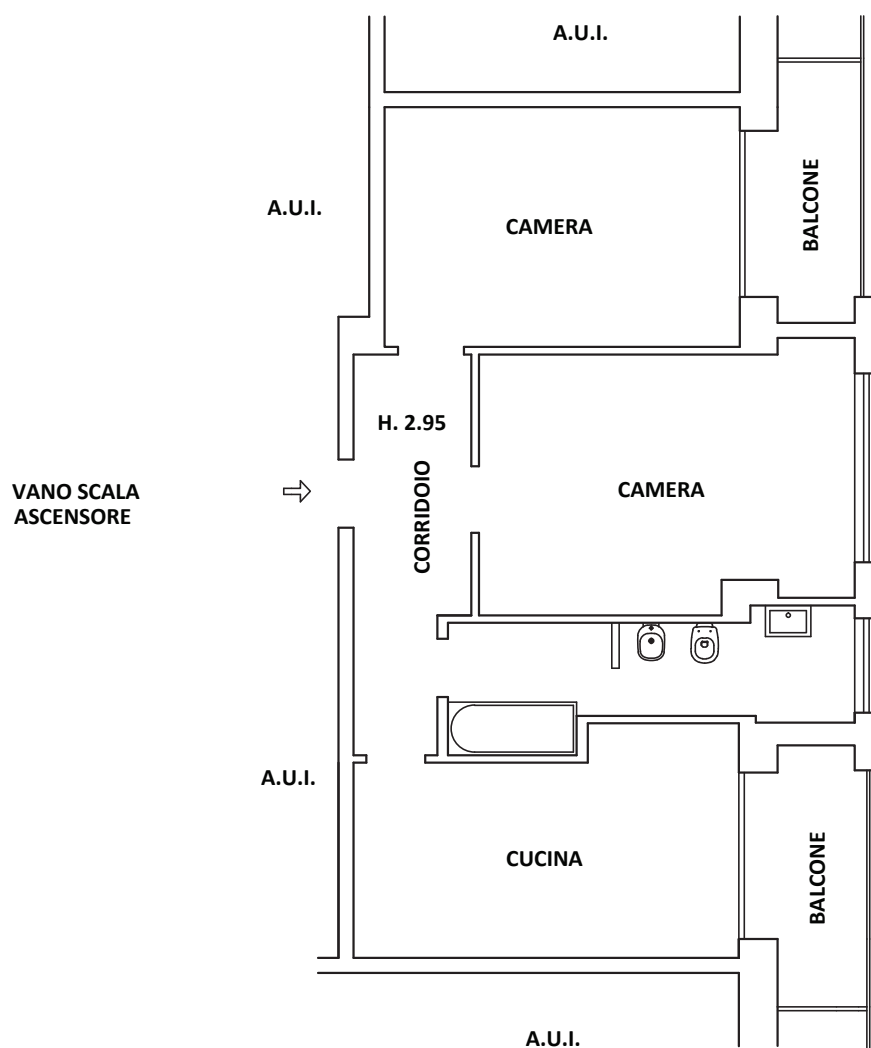 A.U.I.
BALCONE
A.U.I.
CAMERA
H. 2.95
VANO SCALA
ASCENSORE
CORRIDOIO
CAMERA
A.U.I.
CUCINA
BALCONE
A.U.I.